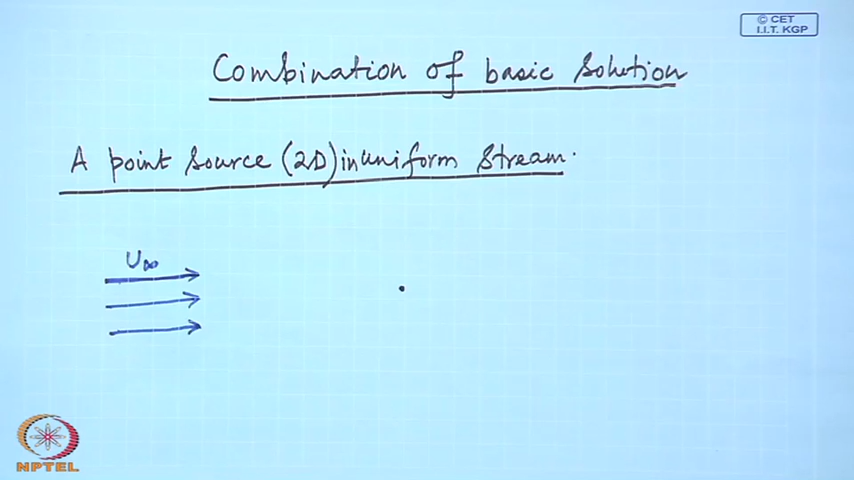 © CET
I.I.T. KGP
Combination of basic solution
A point source (2D) in uniform stream.
U∞
NPTEL